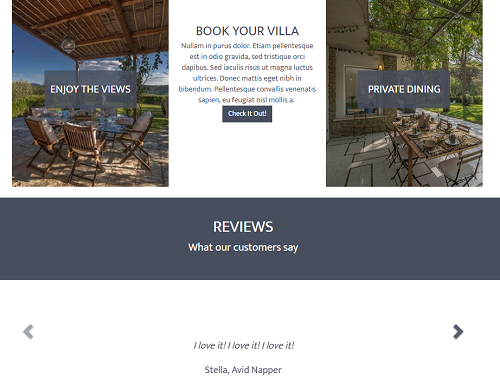 ENJOY THE VIEWS
BOOK YOUR VILLA
Nullam in purus dolor. Etiam pellentesque
est in odio gravida, sed tristique orci
dapibus. Sed iaculis risus ut magna luctus
ultrices. Donec mattis eget nibh in
bibendum. Pellentesque convallis venenatis
sapien, eu feugiat nisl mollis a.
Check It Out!
PRIVATE DINING
REVIEWS
What our customers say
I love it! I love it! I love it!
Stella, Avid Napper